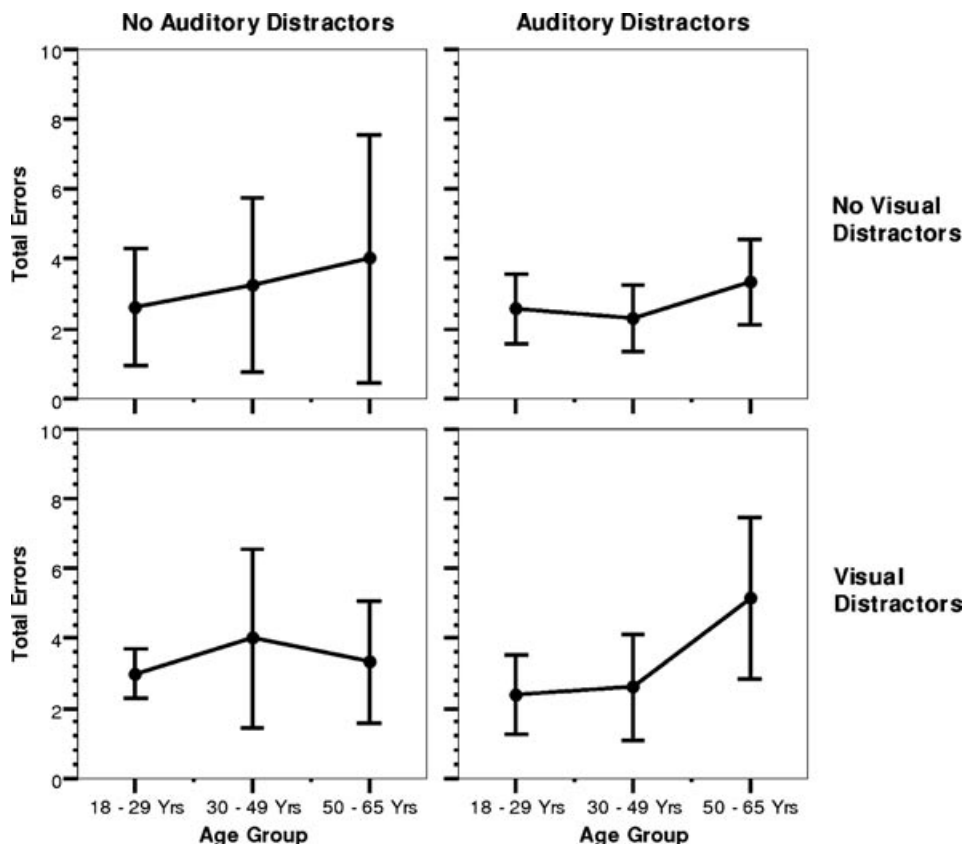 No Auditory Distractors
Auditory Distractors
10
8
6
4
2
0
Total Errors
No Visual
Distractors
10
8
6
4
2
0
Total Errors
Visual
Distractors
18 - 29 Yrs 30 - 49 Yrs 50 - 65 Yrs
Age Group
18 - 29 Yrs 30 - 49 Yrs 50 - 65 Yrs
Age Group